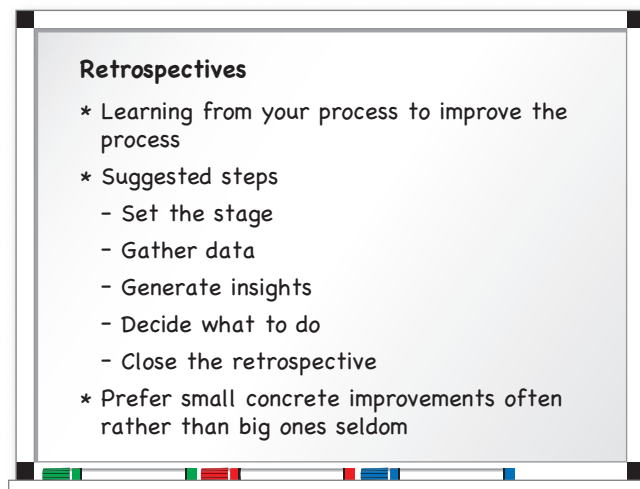 Retrospectives
* Learning from your process to improve the
process
* Suggested steps
- Set the stage
- Gather data
- Generate insights
- Decide what to do
- Close the retrospective
* Prefer small concrete improvements often
rather than big ones seldom